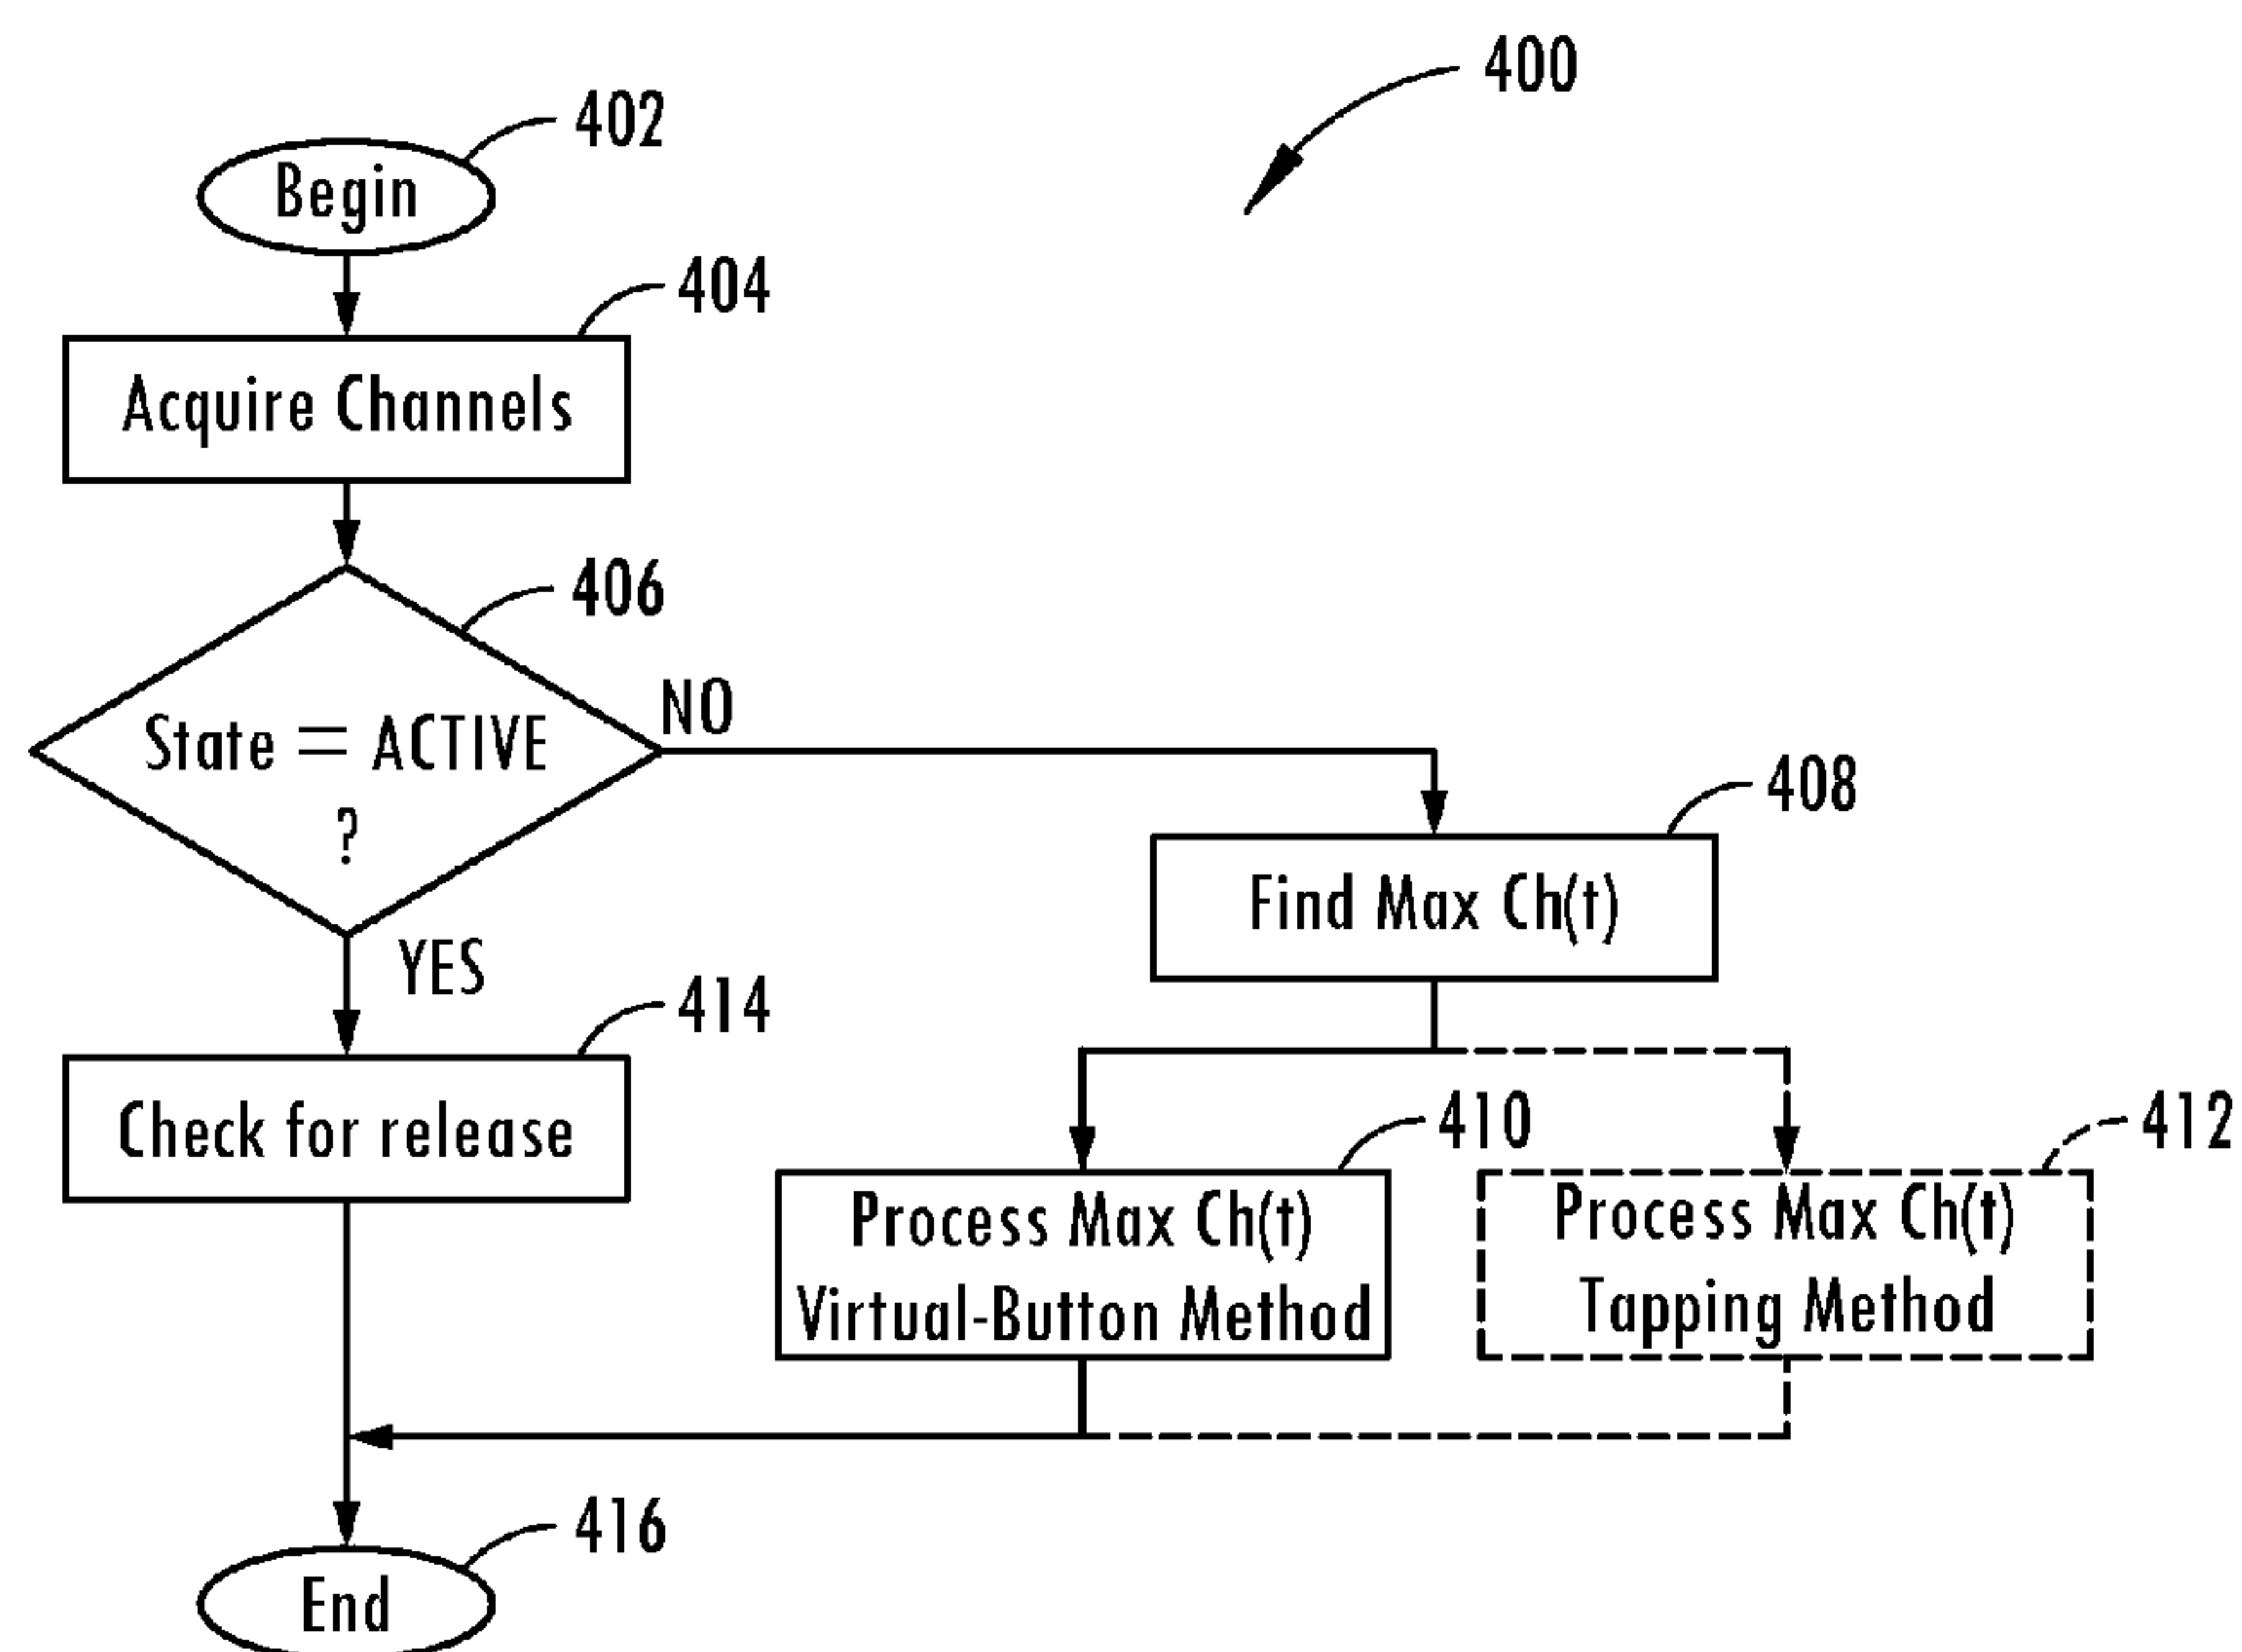 400
402
Begin
404
Acquire Channels
406
State = ACTIVE
?
NO
YES
408
Find Max Ch(t)
414
Check for release
410
Process Max Ch(t)
Virtual-Button Method
412
Process Max Ch(t)
Tapping Method
416
End